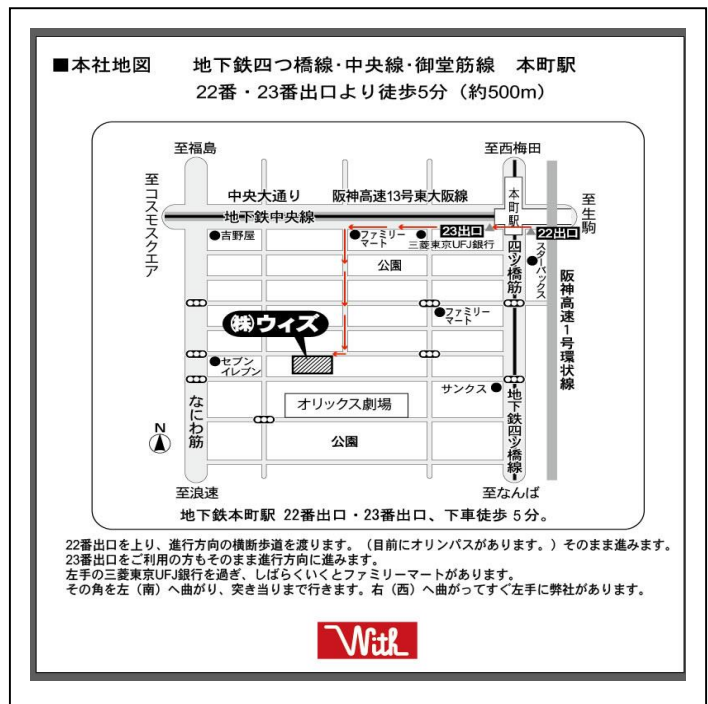 ■本社地図 地下鉄四つ橋線・中央線・御堂筋線 本町駅
22番・23番出口より徒歩5分（約500m）
至福島
至西梅田
至コスモスクエア
中央大通り
阪神高速13号東大阪線
本町駅
至生駒
地下鉄中央線
23出口
22出口
●吉野屋
●ファミリーマート
●三菱東京UFJ銀行
四ツ橋筋
●スターバックス
公園
阪神高速1号環状線
●ファミリーマート
㈱ウィズ
●セブンイレブン
サンクス●
オリックス劇場
なにわ筋
地下鉄四ツ橋線
N
公園
至浪速
至なんば
地下鉄本町駅 22番出口・23番出口、下車徒歩5分。
22番出口を上り、進行方向の横断歩道を渡ります。（目前にオリンパスがあります。）そのまま進みます。
23番出口をご利用の方もそのまま進行方向に進みます。
左手の三菱東京UFJ銀行を過ぎ、しばらくいくとファミリーマートがあります。
その角を左（南）へ曲がり、突き当りまで行きます。右（西）へ曲がってすぐ左手に弊社があります。
With